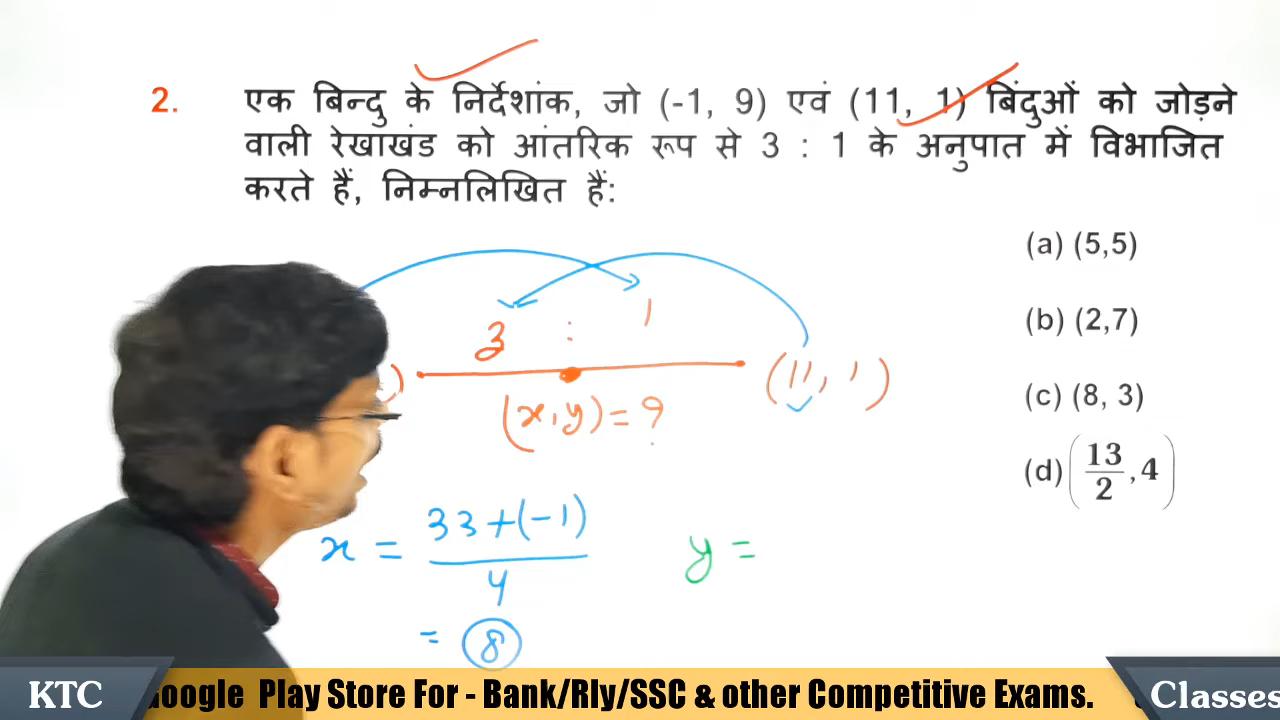 2. एक बिन्दु के निर्देशांक, जो (-1, 9) एवं (11, 1) बिंदुओं को जोड़ने
वाली रेखाखंड को आंतरिक रूप से 3 : 1 के अनुपात में विभाजित
करते हैं, निम्नलिखित हैं:
(a) (5,5)
(b) (2,7)
(c) (8, 3)
(d) (13/2, 4)
3 : 1
(11, 1)
(x, y) = ?
x = 33 + (-1) / 4
= 8
y =
KTC
Google Play Store For - Bank/Rly/SSC & other Competitive Exams.
Classes